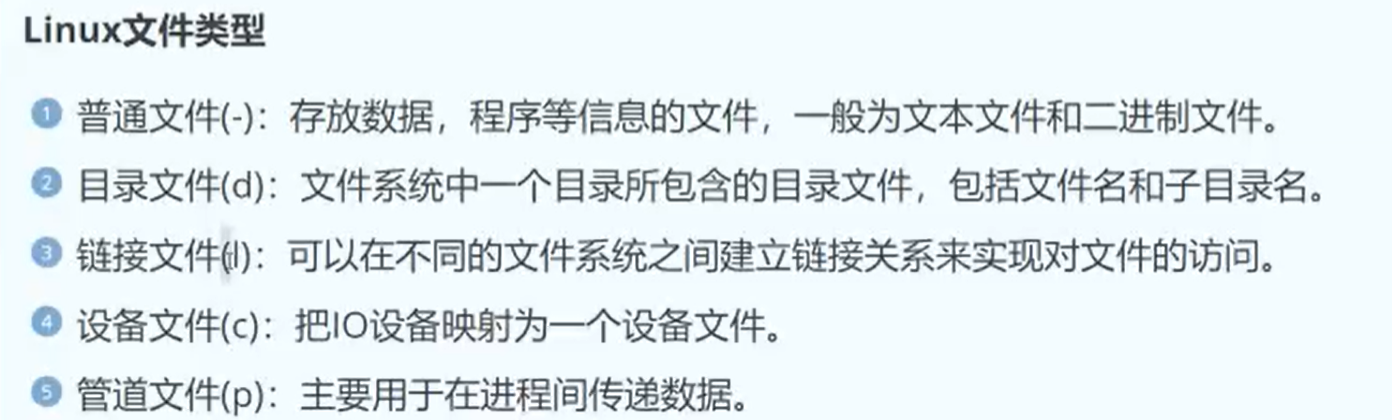 Linux文件类型
1 普通文件(-)：存放数据，程序等信息的文件，一般为文本文件和二进制文件。
2 目录文件(d)：文件系统中一个目录所包含的目录文件，包括文件名和子目录名。
3 链接文件(l)：可以在不同的文件系统之间建立链接关系来实现对文件的访问。
4 设备文件(c)：把IO设备映射为一个设备文件。
5 管道文件(p)：主要用于在进程间传递数据。